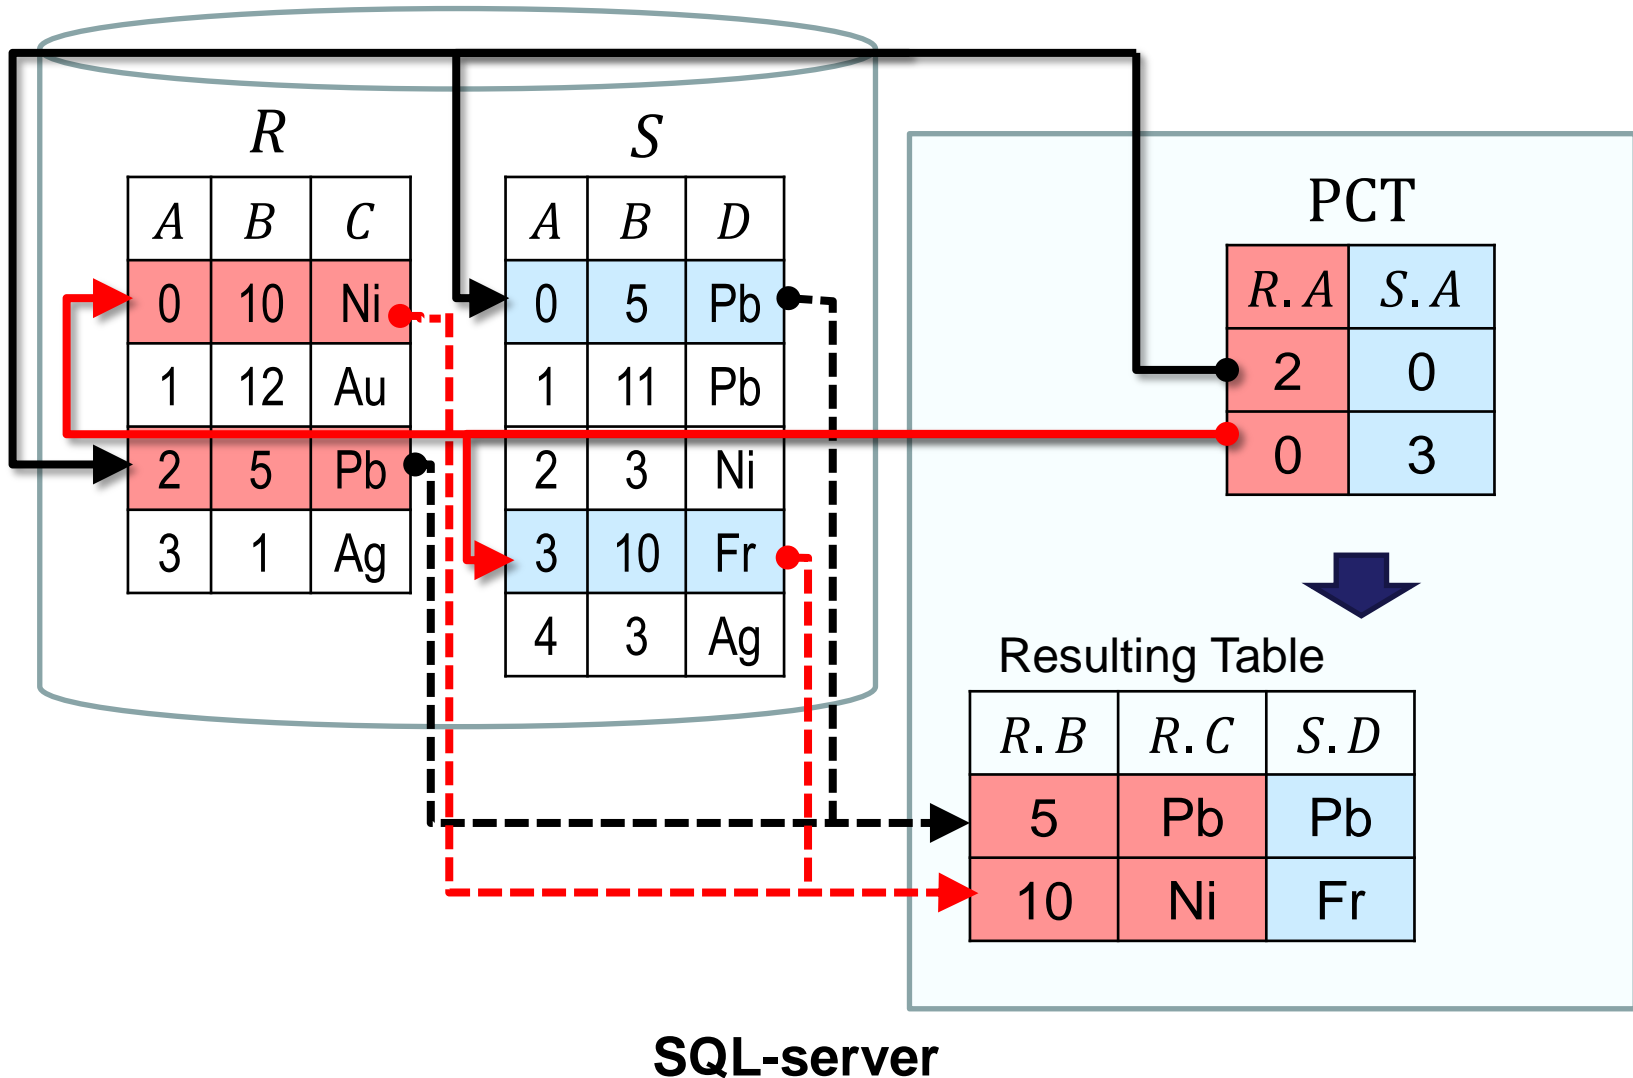 R
A B C
0 10 Ni
1 12 Au
2 5 Pb
3 1 Ag
S
A B D
0 5 Pb
1 11 Pb
2 3 Ni
3 10 Fr
4 3 Ag
PCT
R.A S.A
2 0
0 3
Resulting Table
R.B R.C S.D
5 Pb Pb
10 Ni Fr
SQL-server